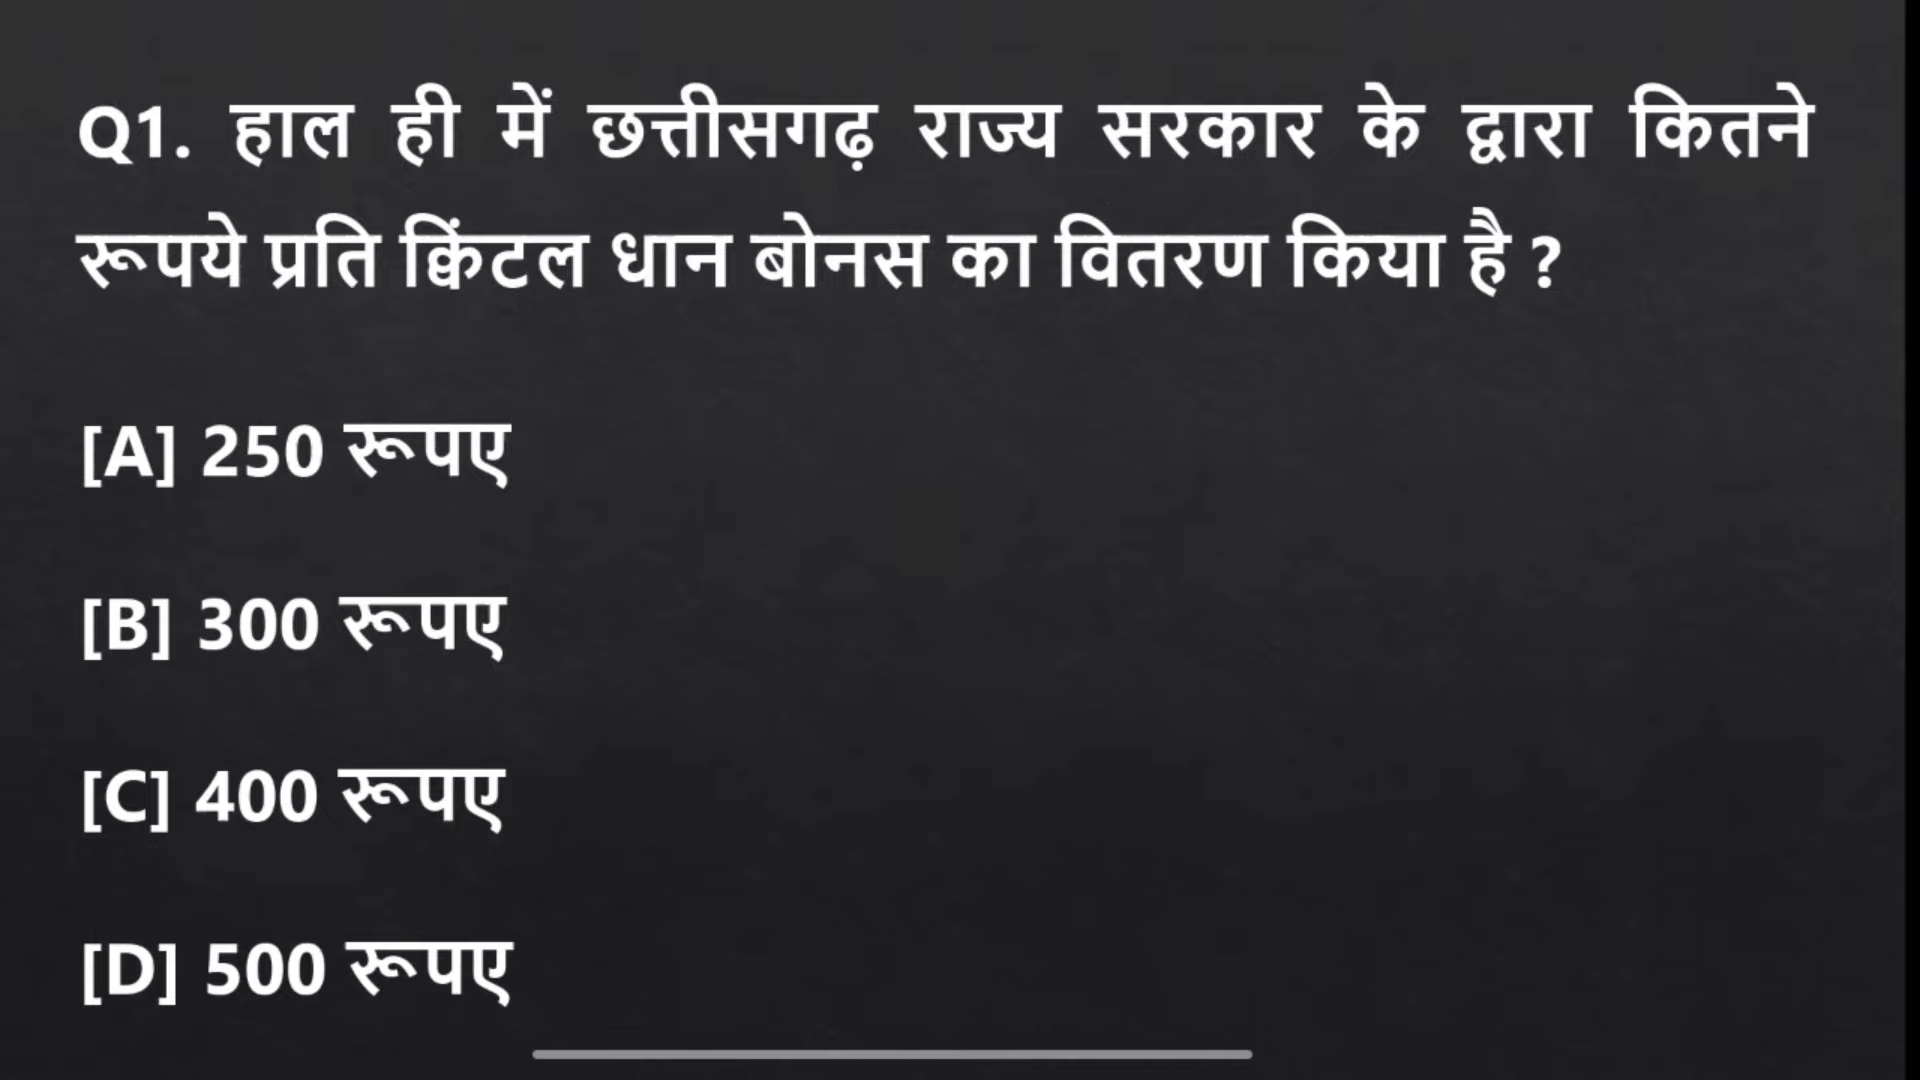 Q1. हाल ही में छत्तीसगढ़ राज्य सरकार के द्वारा कितने
रूपये प्रति क्विंटल धान बोनस का वितरण किया है ?
[A] 250 रूपए
[B] 300 रूपए
[C] 400 रूपए
[D] 500 रूपए